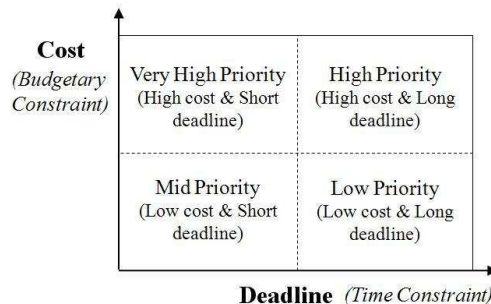 Cost
(Budgetary
Constraint)
Very High Priority
(High cost & Short
deadline)
High Priority
(High cost & Long
deadline)
Mid Priority
(Low cost & Short
deadline)
Low Priority
(Low cost & Long
deadline)
Deadline (Time Constraint)